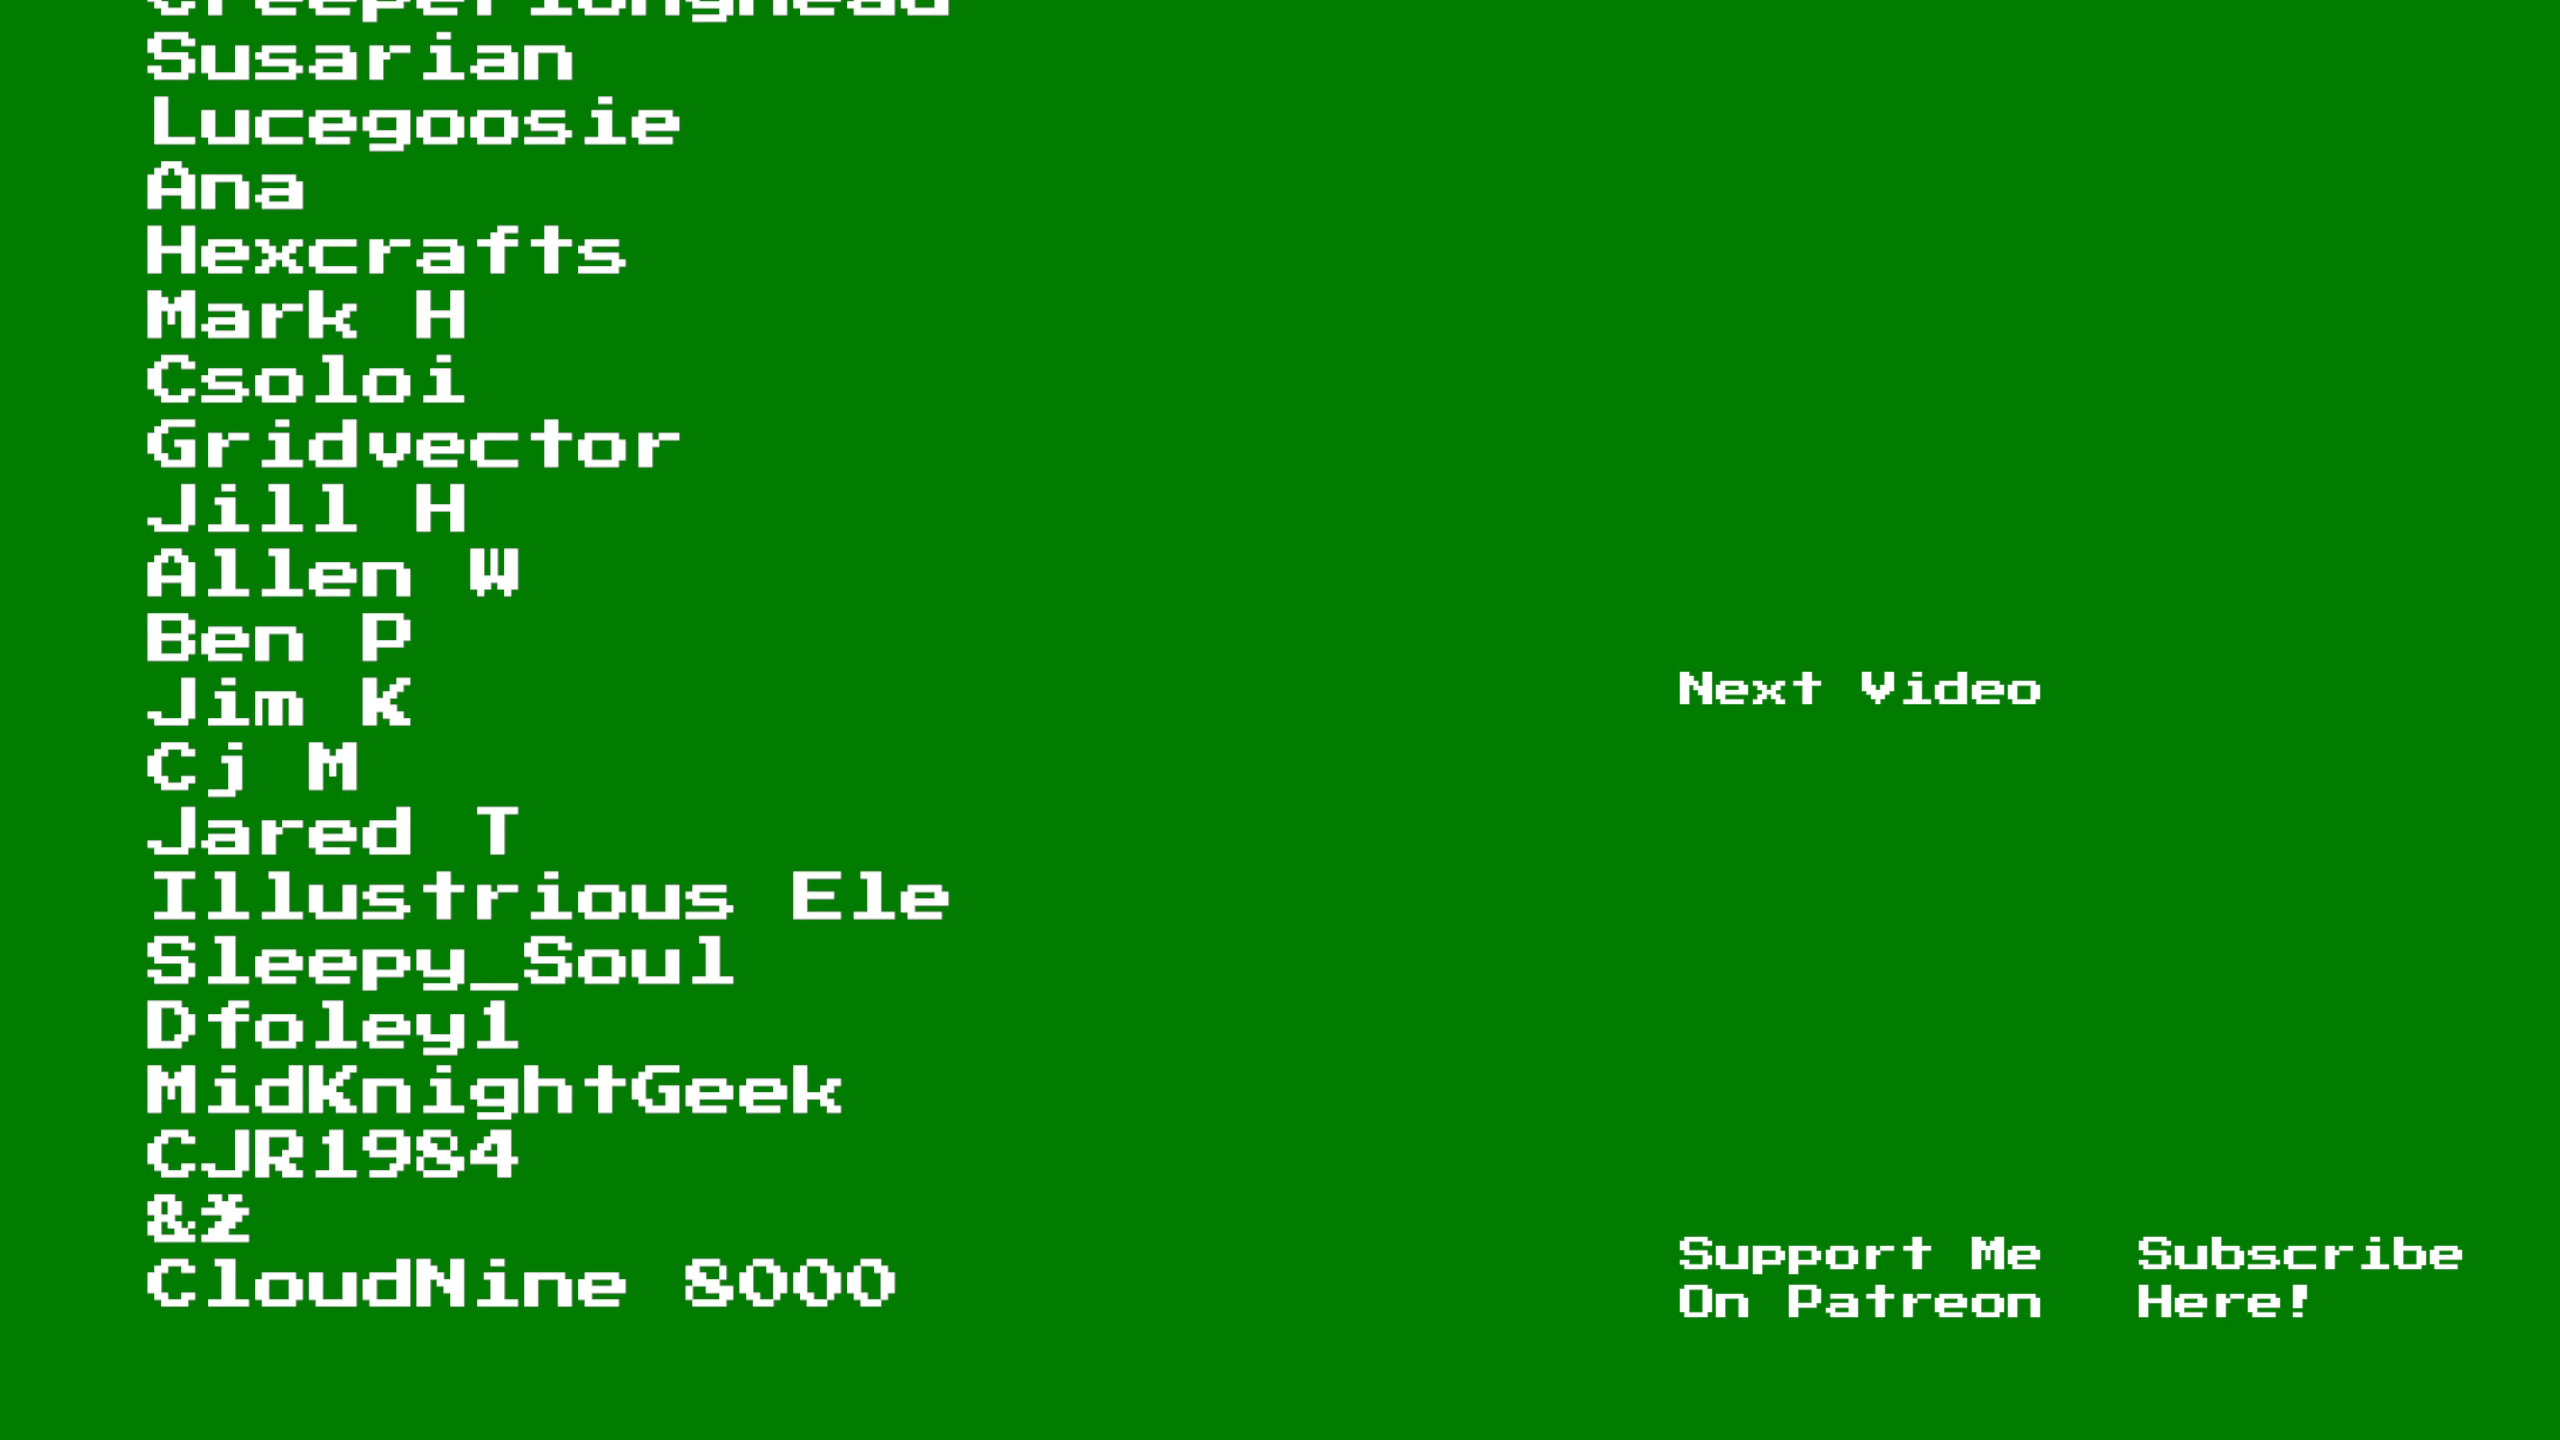 Creeperlonghead
Susarian
Lucegoosie
Ana
Hexcrafts
Mark H
Csoloi
Gridvector
Jill H
Allen W
Ben P
Jim K
Cj M
Jared T
Illustrious Ele
Sleepy_Soul
Dfoley1
MidKnightGeek
CJR1984
CloudNine 8000
Next Video
Support Me
On Patreon
Subscribe
Here!